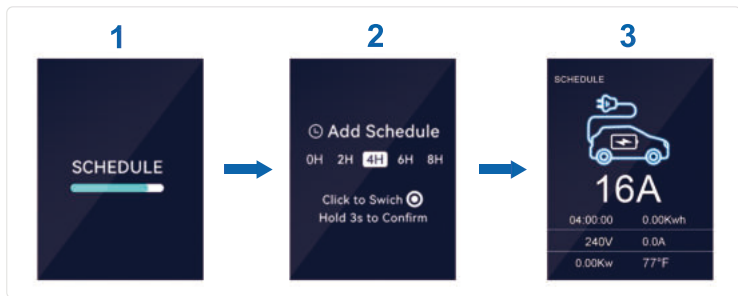 1
2
3
SCHEDULE
Add Schedule
0H 2H 4H 6H 8H
Click to Swich
Hold 3s to Confirm
SCHEDULE
16A
04:00:00 0.00Kwh
240V 0.0A
0.00Kw 77°F